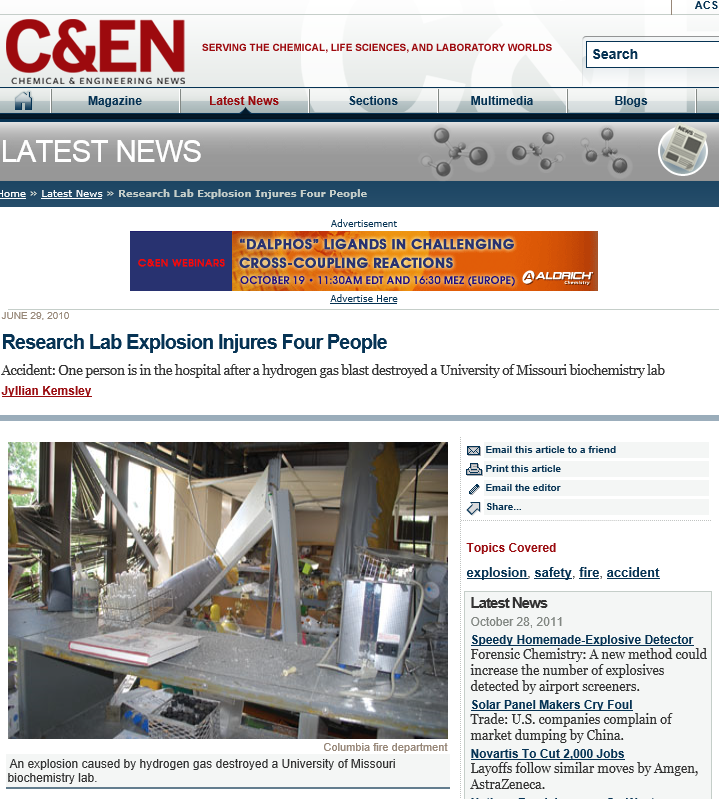 ACS
C&EN
CHEMICAL & ENGINEERING NEWS
SERVING THE CHEMICAL, LIFE SCIENCES, AND LABORATORY WORLDS
Search
Magazine
Latest News
Sections
Multimedia
Blogs
LATEST NEWS
NEWS
Home » Latest News » Research Lab Explosion Injures Four People
Advertisement
C&EN WEBINARS
"DALPHOS" LIGANDS IN CHALLENGING
CROSS-COUPLING REACTIONS
OCTOBER 19 • 11:30AM EDT AND 16:30 MEZ (EUROPE)
ALDRICH
Chemistry
Advertise Here
JUNE 29, 2010
Research Lab Explosion Injures Four People
Accident: One person is in the hospital after a hydrogen gas blast destroyed a University of Missouri biochemistry lab
Jyllian Kemsley
Columbia fire department
An explosion caused by hydrogen gas destroyed a University of Missouri
biochemistry lab.
Email this article to a friend
Print this article
Email the editor
Share...
Topics Covered
explosion, safety, fire, accident
Latest News
October 28, 2011
Speedy Homemade-Explosive Detector
Forensic Chemistry: A new method could
increase the number of explosives
detected by airport screeners.
Solar Panel Makers Cry Foul
Trade: U.S. companies complain of
market dumping by China.
Novartis To Cut 2,000 Jobs
Layoffs follow similar moves by Amgen,
AstraZeneca.